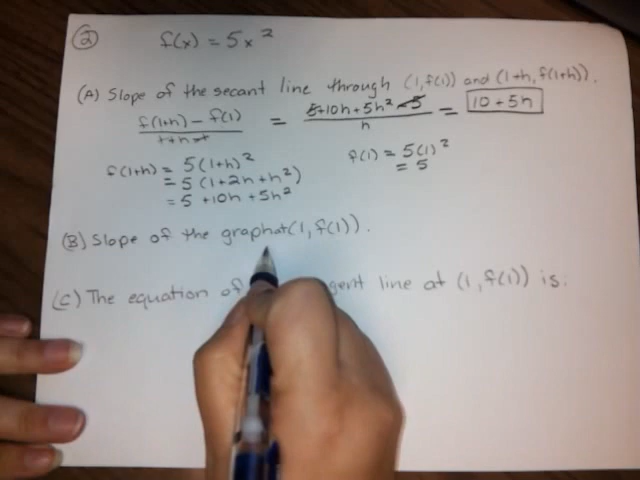 ② f(x) = 5x²
(A) Slope of the secant line through (1, f(1)) and (1+h, f(1+h)).
f(1+h) - f(1) / 1+h-1 = 5+10h+5h²-5 / h = 10+5h
f(1+h) = 5(1+h)² f(1) = 5(1)²
= 5(1+2h+h²) = 5
= 5+10h+5h²
(B) Slope of the graph at (1, f(1)).
(C) The equation of gent line at (1, f(1)) is: